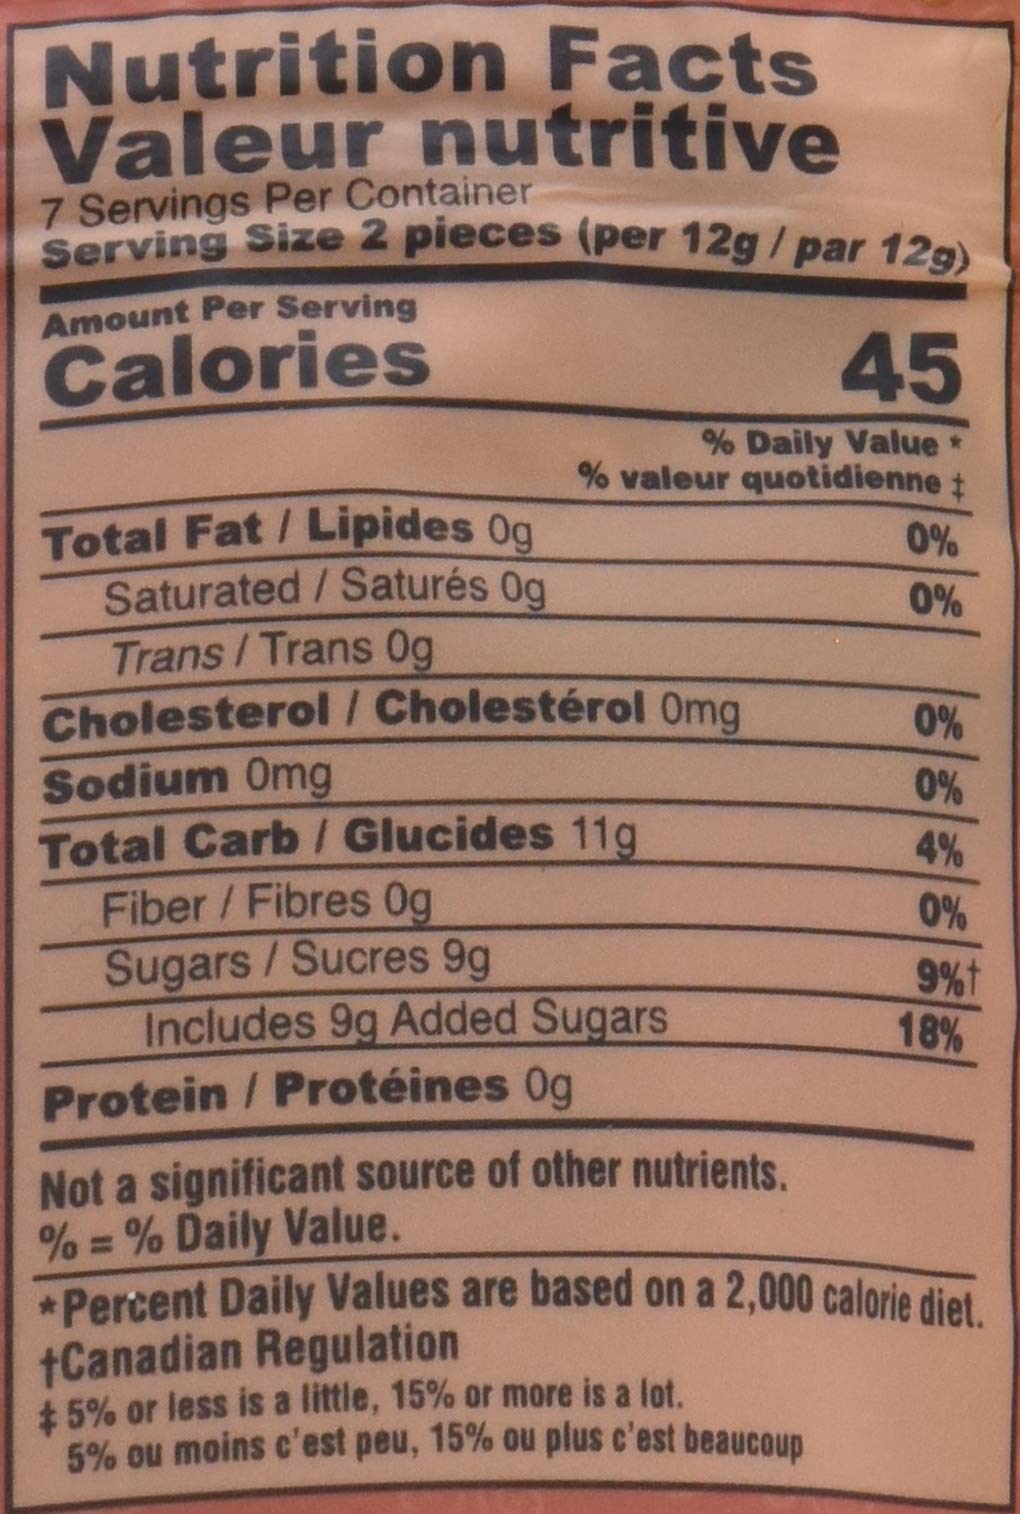 Nutrition Facts
Valeur nutritive
7 Servings Per Container
Serving Size 2 pieces (per 12g / par 12g)
Amount Per Serving
Calories 45
% Daily Value *
% valeur quotidienne ‡
Total Fat / Lipides 0g 0%
Saturated / Saturés 0g 0%
Trans / Trans 0g
Cholesterol / Cholestérol 0mg 0%
Sodium 0mg 0%
Total Carb / Glucides 11g 4%
Fiber / Fibres 0g 0%
Sugars / Sucres 9g 9%†
Includes 9g Added Sugars 18%
Protein / Protéines 0g
Not a significant source of other nutrients.
% = % Daily Value.
*Percent Daily Values are based on a 2,000 calorie diet.
†Canadian Regulation
‡ 5% or less is a little, 15% or more is a lot.
5% ou moins c'est peu, 15% ou plus c'est beaucoup